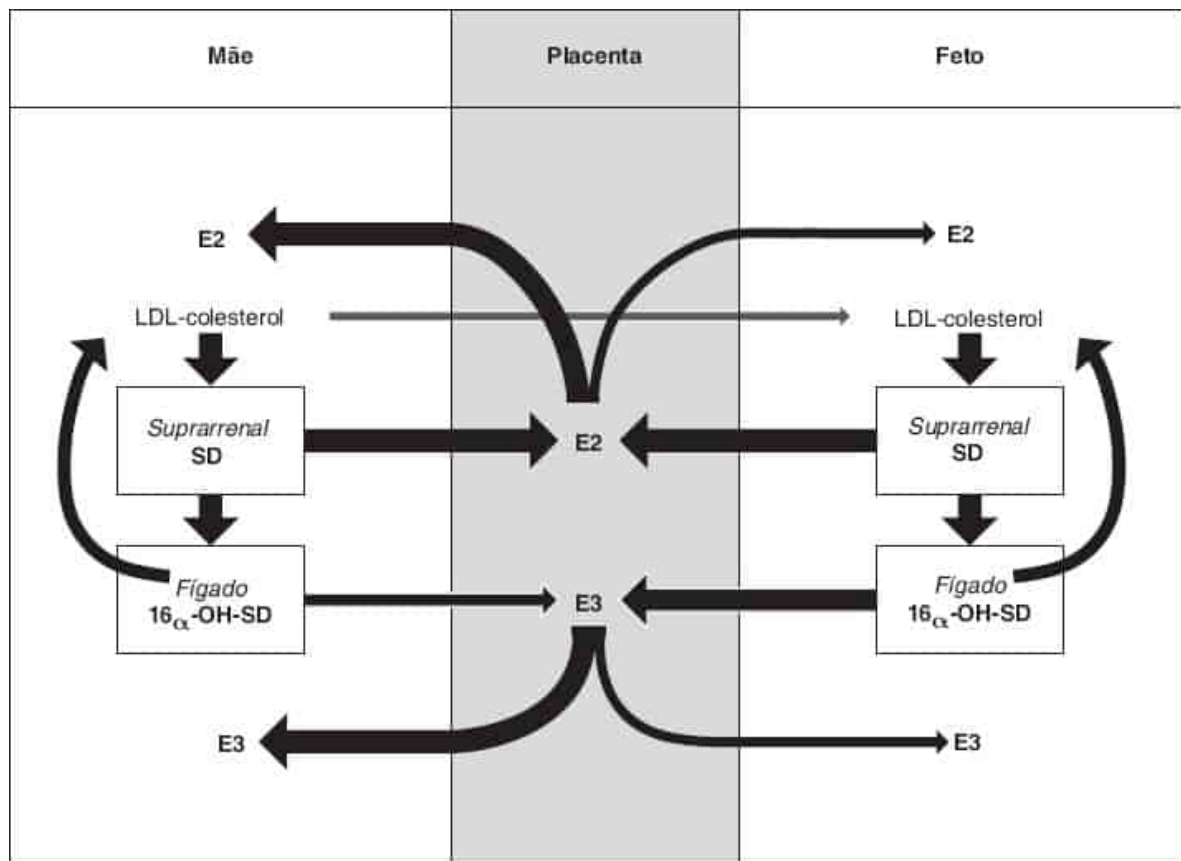 Mãe
Placenta
Feto
E2
E2
LDL-colesterol
LDL-colesterol
Suprarrenal
SD
E2
Suprarrenal
SD
Fígado
16α-OH-SD
E3
Fígado
16α-OH-SD
E3
E3